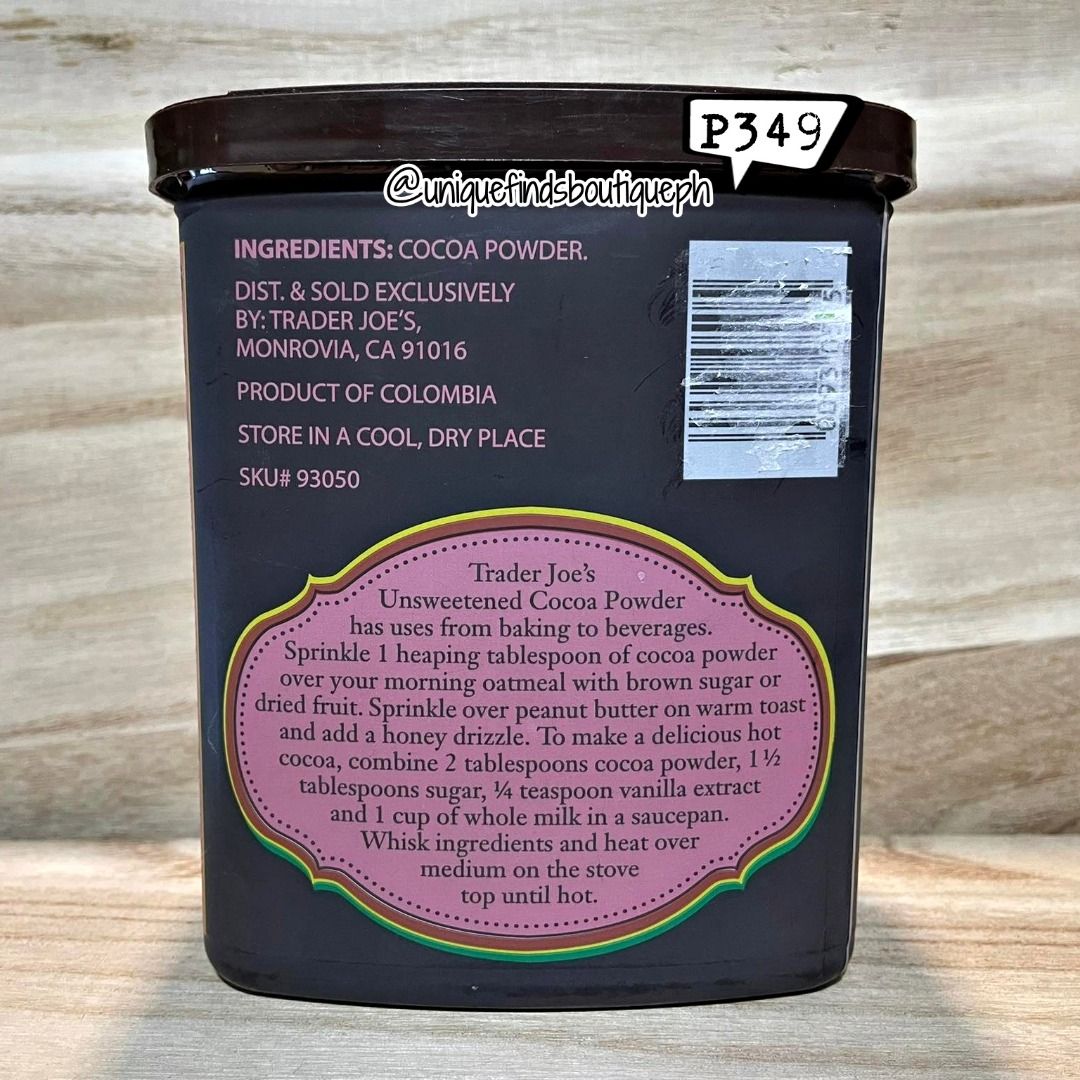 P349
@uniquefindsboutiqueph
INGREDIENTS: COCOA POWDER.
DIST. & SOLD EXCLUSIVELY
BY: TRADER JOE'S,
MONROVIA, CA 91016
PRODUCT OF COLOMBIA
STORE IN A COOL, DRY PLACE
SKU# 93050
Trader Joe's
Unsweetened Cocoa Powder
has uses from baking to beverages.
Sprinkle 1 heaping tablespoon of cocoa powder
over your morning oatmeal with brown sugar or
dried fruit. Sprinkle over peanut butter on warm toast
and add a honey drizzle. To make a delicious hot
cocoa, combine 2 tablespoons cocoa powder, 1 ½
tablespoons sugar, ¼ teaspoon vanilla extract
and 1 cup of whole milk in a saucepan.
Whisk ingredients and heat over
medium on the stove
top until hot.